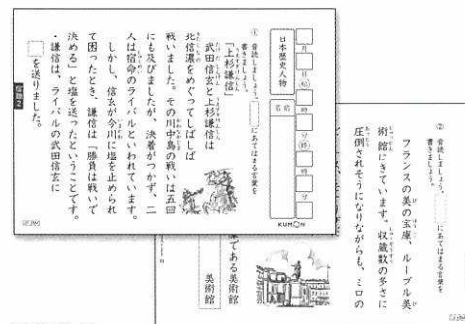 日本歴史人物
月
日
時
分
時
分
名前
KUMON
① 音読しましょう。
にあてはまる言葉を
書きましょう。
「上杉謙信」
武田信玄と上杉謙信は
北信濃をめぐってしばしば
戦いました。その川中島の戦いは五回
にも及びましたが、決着がつかず、二
人は宿命のライバルといわれています。
しかし、信玄が今川に塩を止められ
て困ったとき、謙信は「勝負は戦いで
決める」と塩を送ったということです。
・謙信は、ライバルの武田信玄に
を送りました。
② 音読しましょう。
にあてはまる言葉を
書きましょう。
フランスの美の宝庫、ルーブル美
術館にきています。収蔵数の多さに
圧倒されそうになりながらも、ミロの
である美術館
美術館